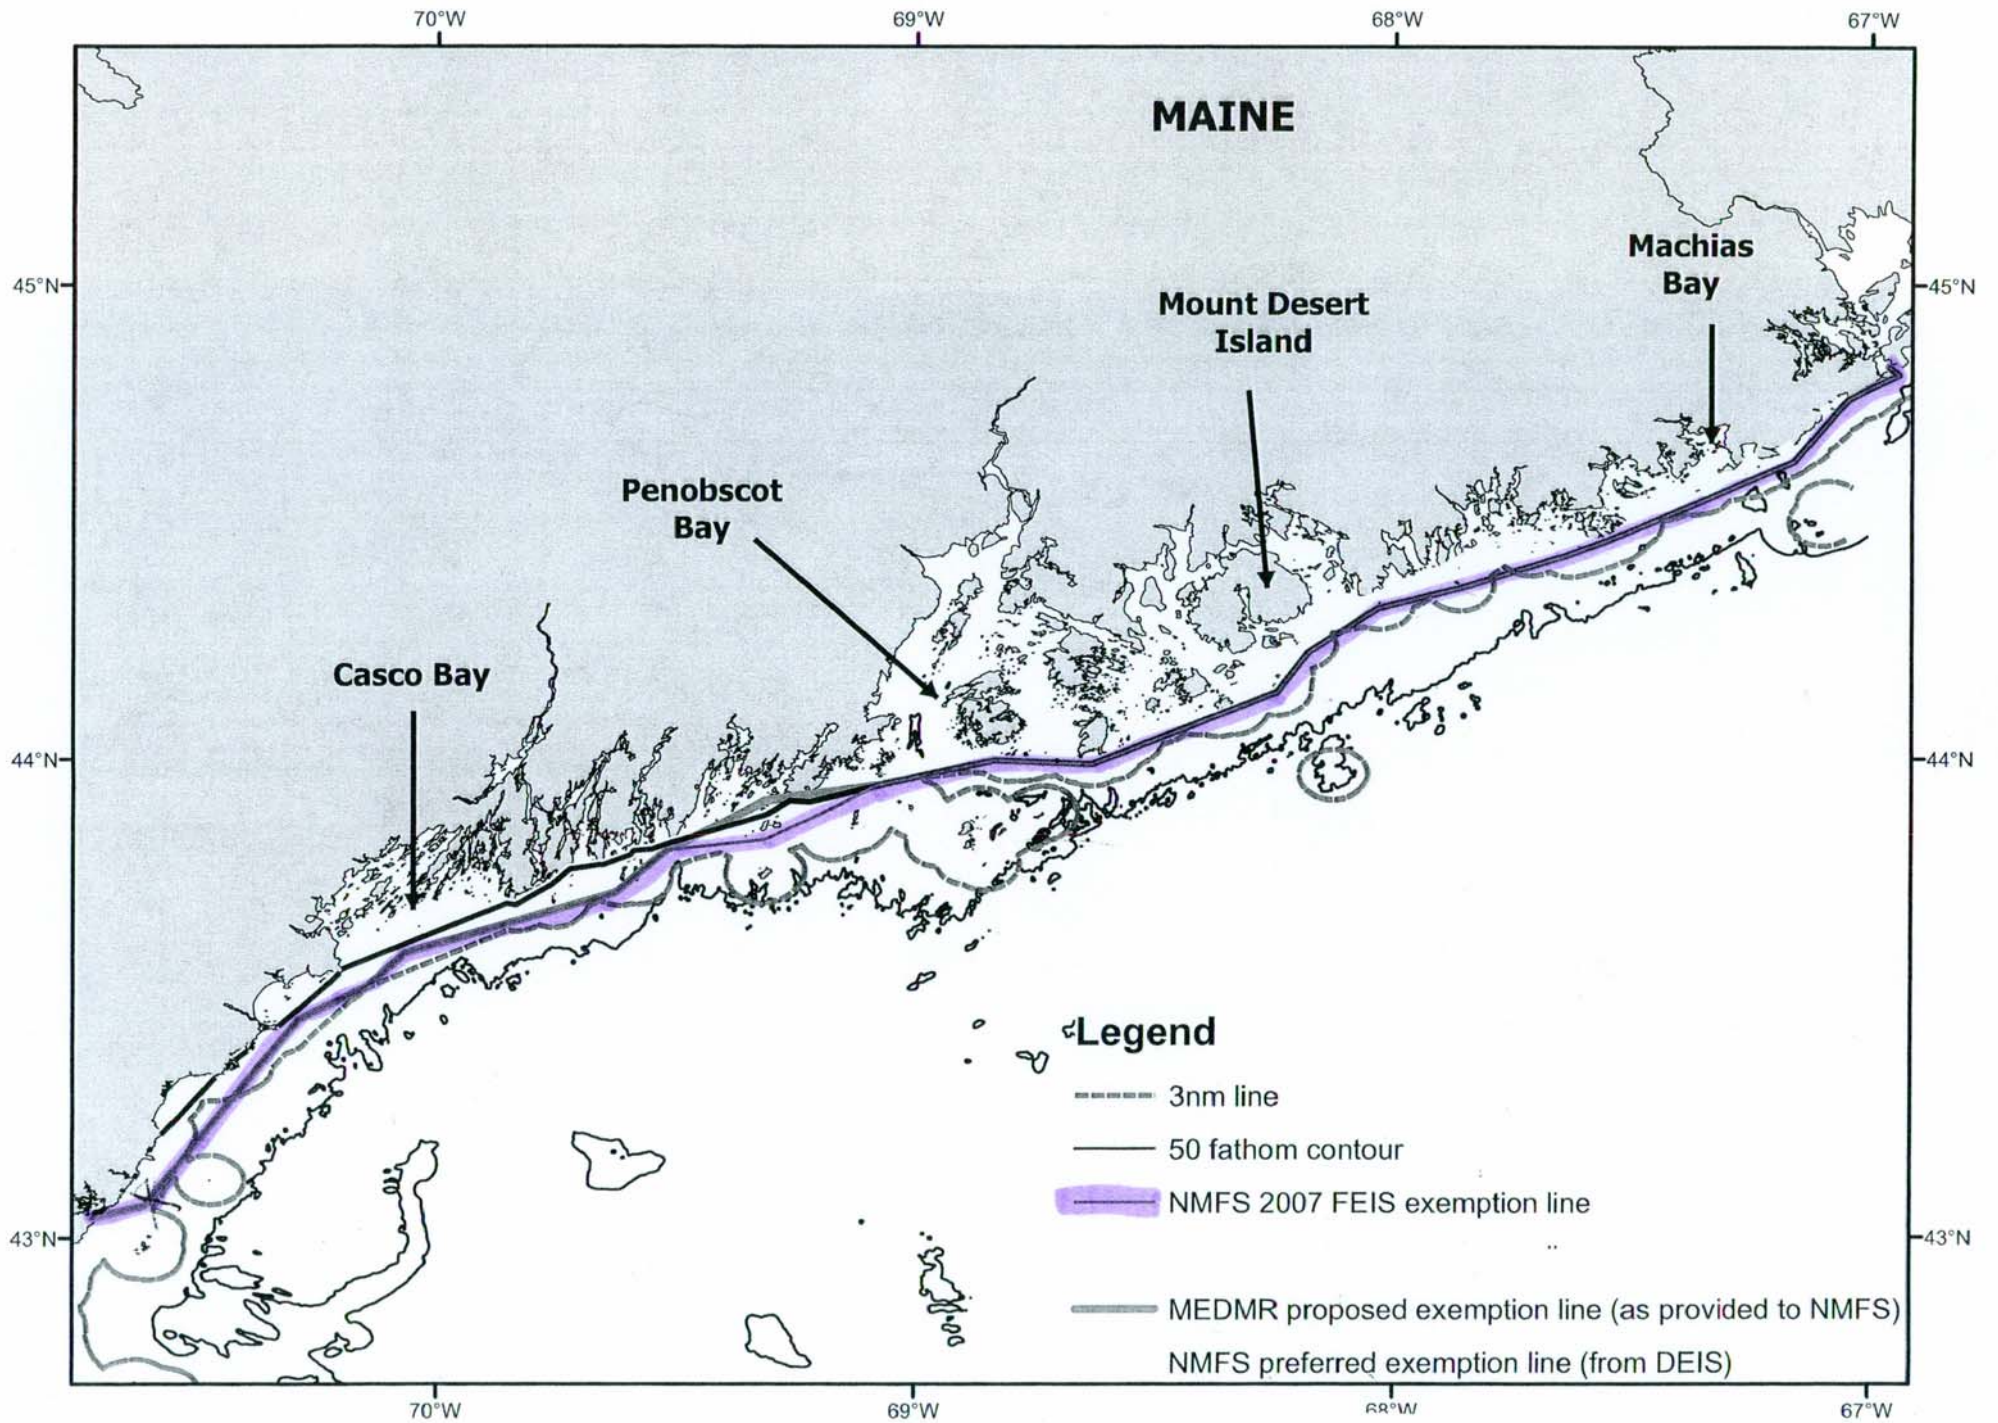 70°W
69°W
68°W
67°W
MAINE
Machias
Bay
45°N
45°N
Mount Desert
Island
Penobscot
Bay
Casco Bay
44°N
44°N
Legend
3nm line
50 fathom contour
NMFS 2007 FEIS exemption line
43°N
43°N
MEDMR proposed exemption line (as provided to NMFS)
NMFS preferred exemption line (from DEIS)
70°W
69°W
68°W
67°W